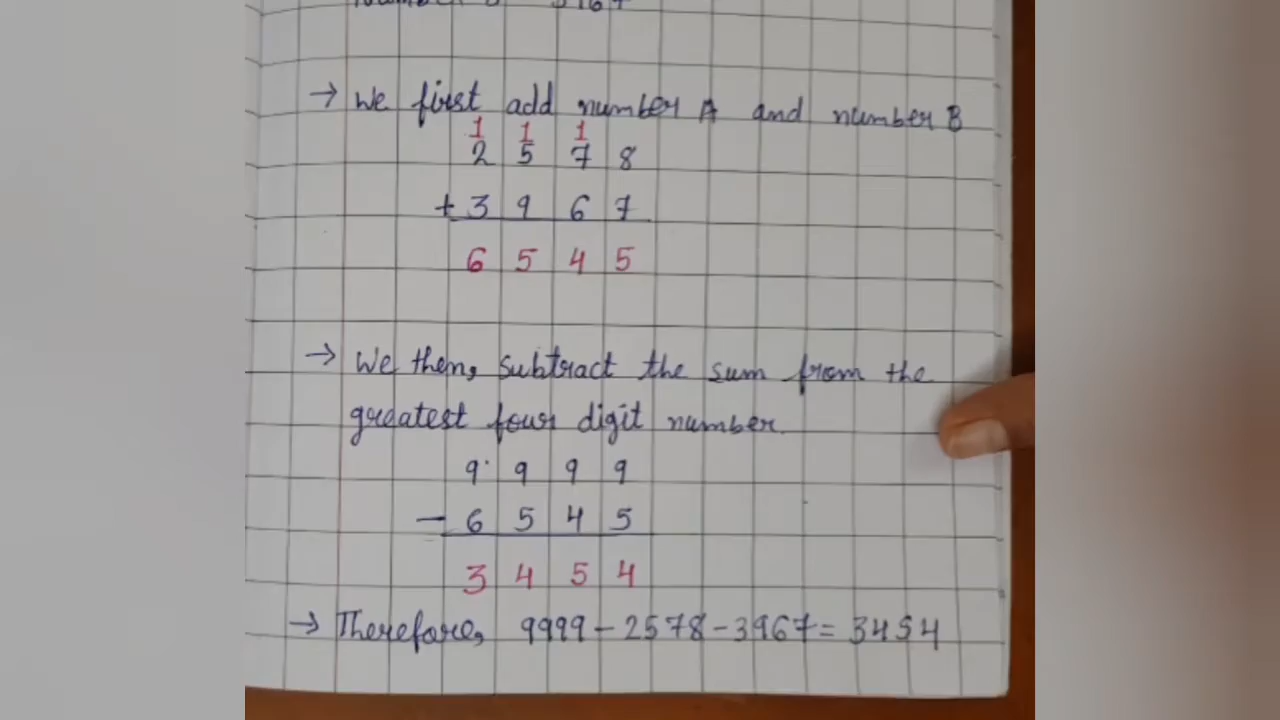 → We first add number A and number B
1 1 1
2 5 7 8
+ 3 9 6 7
6 5 4 5
→ We then, subtract the sum from the
greatest four digit number.
9 9 9 9
- 6 5 4 5
3 4 5 4
→ Therefore, 9999 - 2578 - 3967 = 3454